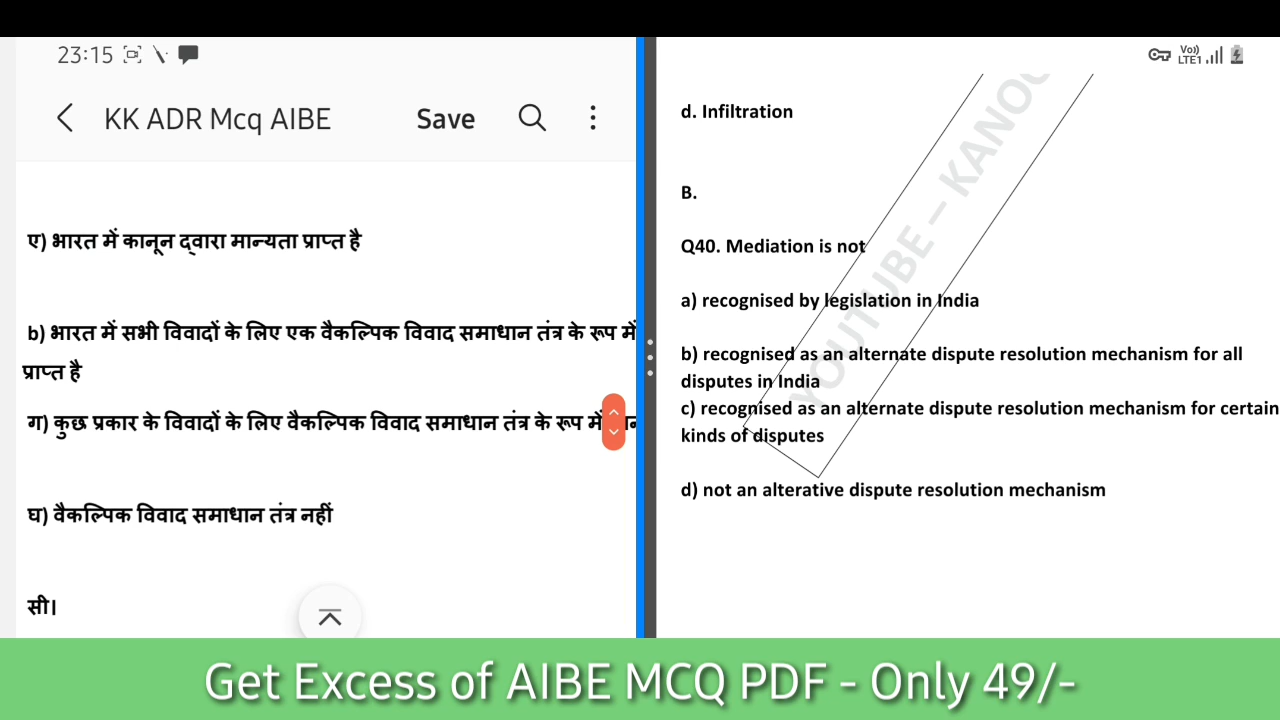 23:15
KK ADR Mcq AIBE
Save
ए) भारत में कानून द्वारा मान्यता प्राप्त है
b) भारत में सभी विवादों के लिए एक वैकल्पिक विवाद समाधान तंत्र के रूप में
प्राप्त है
ग) कुछ प्रकार के विवादों के लिए वैकल्पिक विवाद समाधान तंत्र के रूप में
घ) वैकल्पिक विवाद समाधान तंत्र नहीं
सी।
Vo)) LTE1
d. Infiltration
B.
Q40. Mediation is not
a) recognised by legislation in India
b) recognised as an alternate dispute resolution mechanism for all
disputes in India
c) recognised as an alternate dispute resolution mechanism for certain
kinds of disputes
d) not an alterative dispute resolution mechanism
YOUTUBE – KANOO
Get Excess of AIBE MCQ PDF - Only 49/-